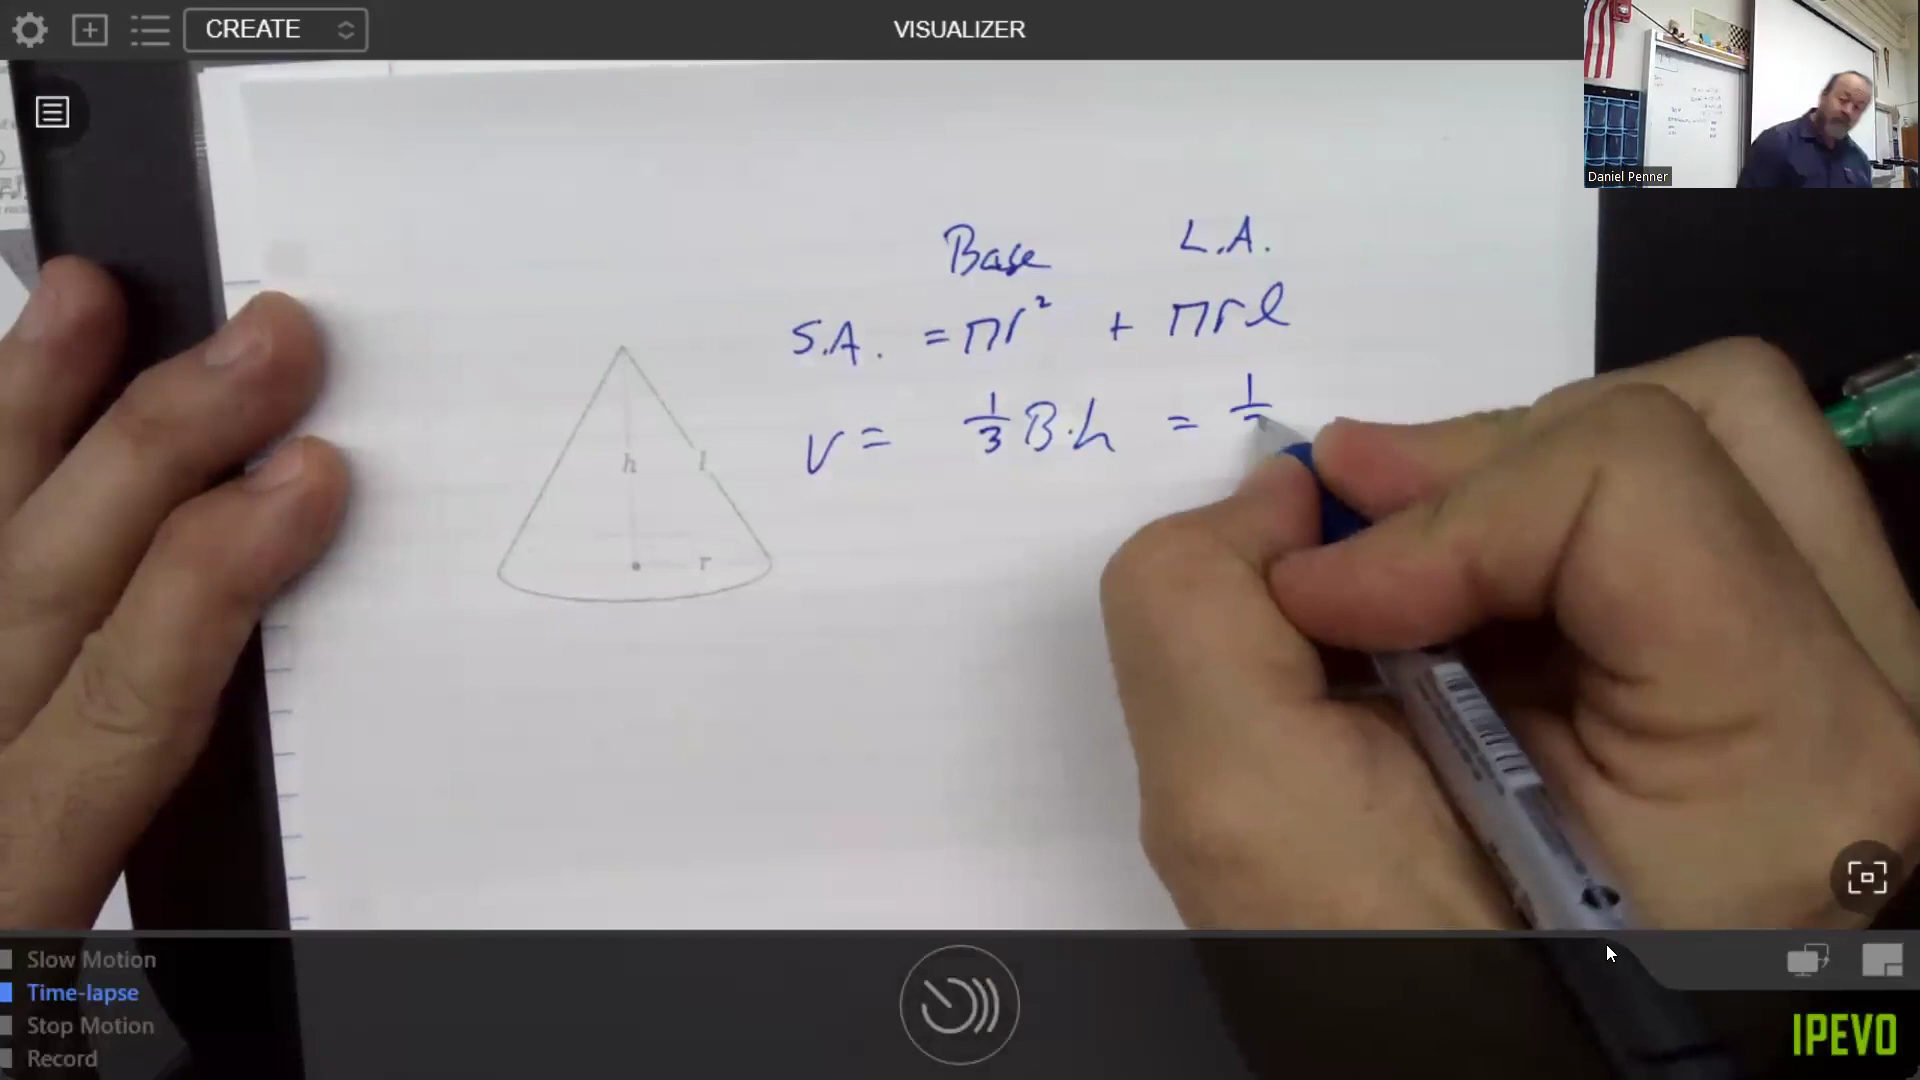 CREATE
VISUALIZER
Daniel Penner
Base L.A.
S.A. = πr² + πrl
V = 1/3 B·h = 1/
h l
r
Slow Motion
Time-lapse
Stop Motion
Record
IPEVO